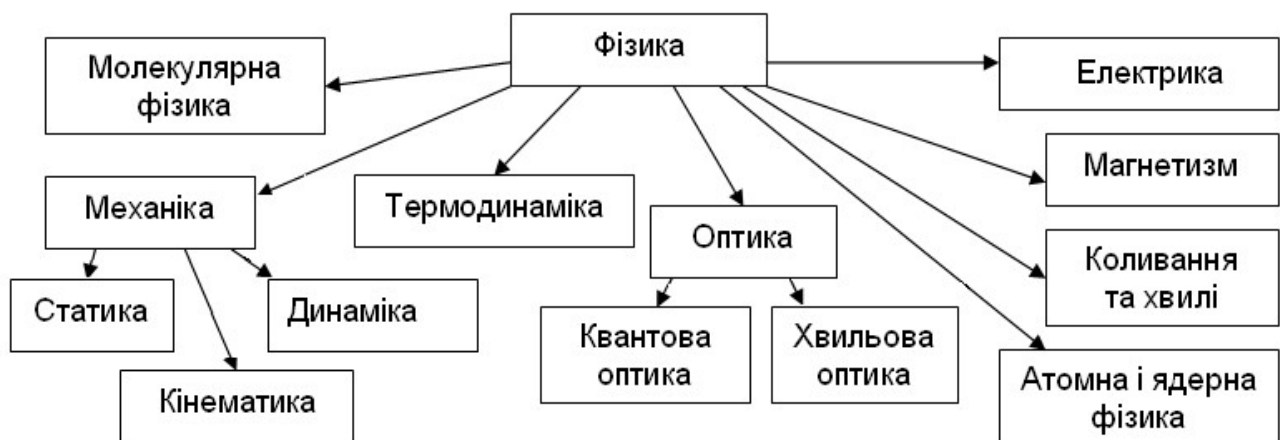 Фізика
Молекулярна
фізика
Електрика
Магнетизм
Механіка
Термодинаміка
Оптика
Коливання
та хвилі
Статика
Динаміка
Квантова
оптика
Хвильова
оптика
Атомна і ядерна
фізика
Кінематика